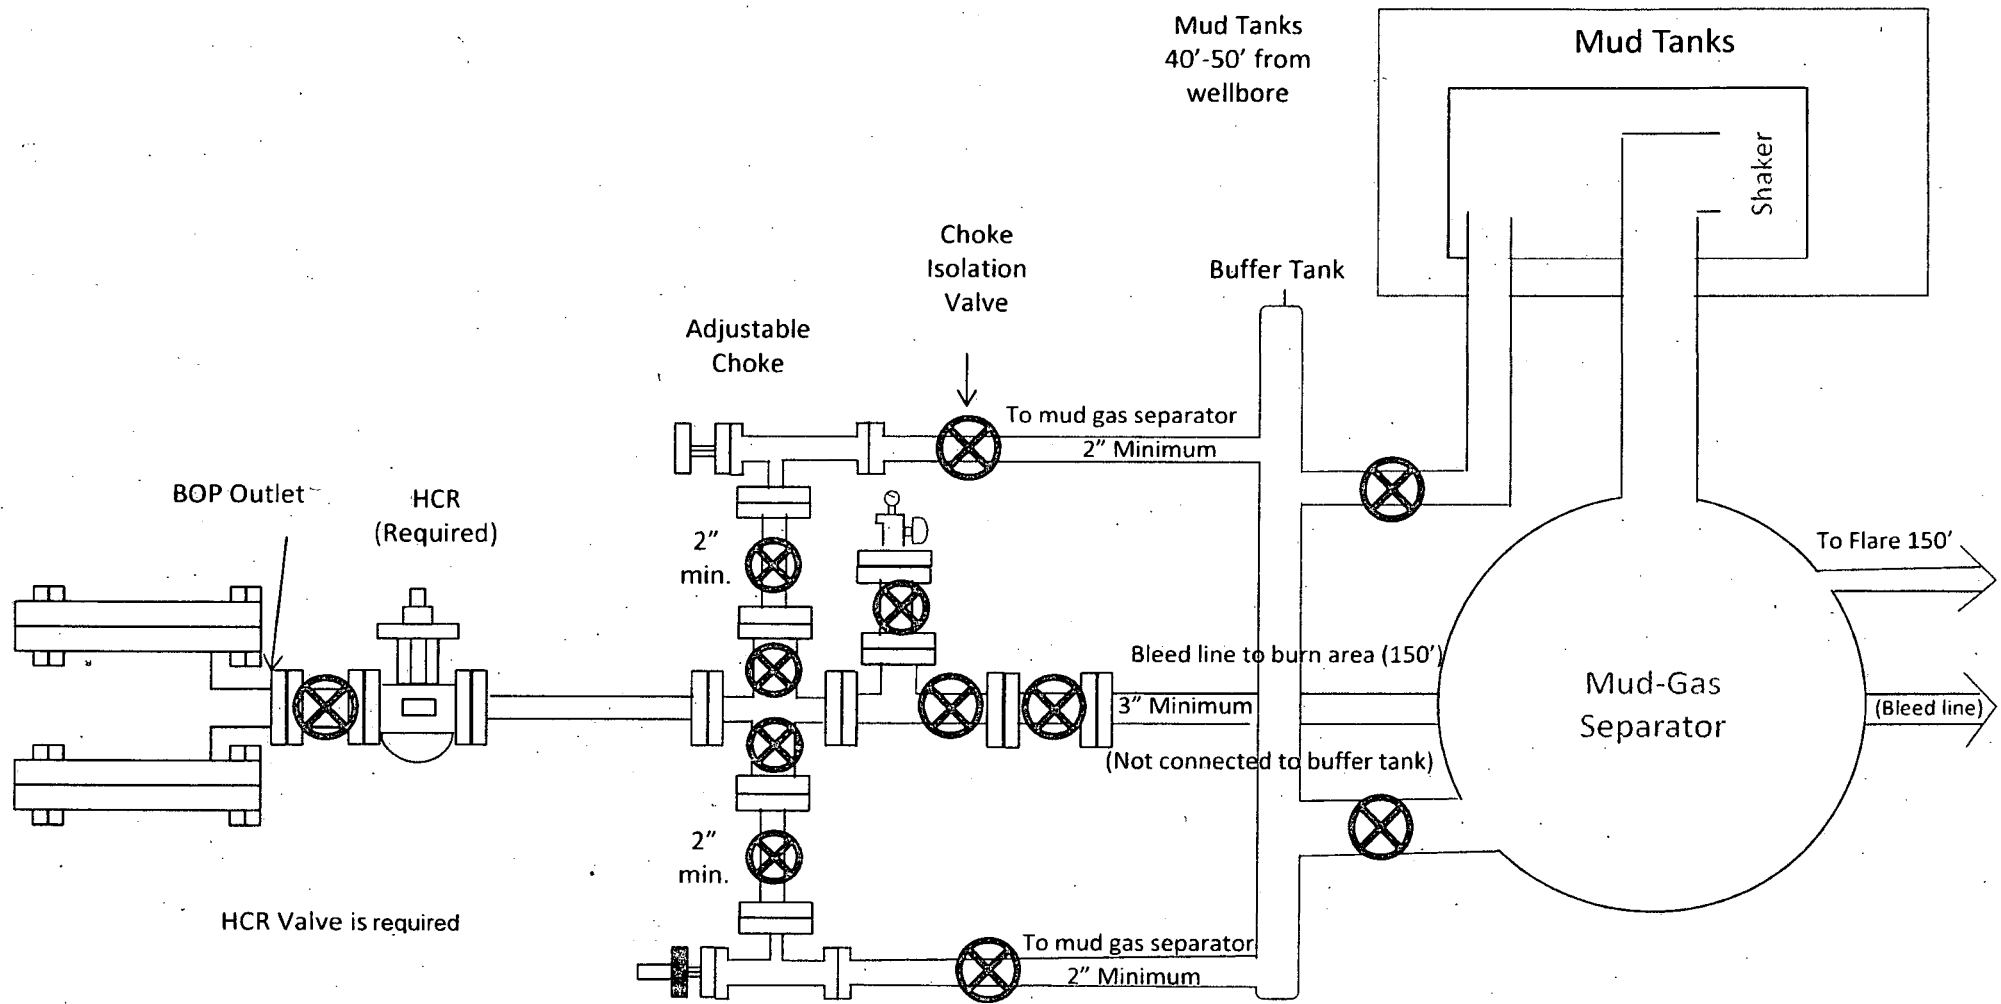 Mud Tanks
40'-50' from
wellbore
Mud Tanks
Shaker
Choke
Isolation
Valve
Buffer Tank
Adjustable
Choke
To mud gas separator
2" Minimum
BOP Outlet
HCR
(Required)
2"
min.
To Flare 150'
Bleed line to burn area (150')
3" Minimum
(Not connected to buffer tank)
Mud-Gas
Separator
(Bleed line)
2"
min.
HCR Valve is required
To mud gas separator
2" Minimum